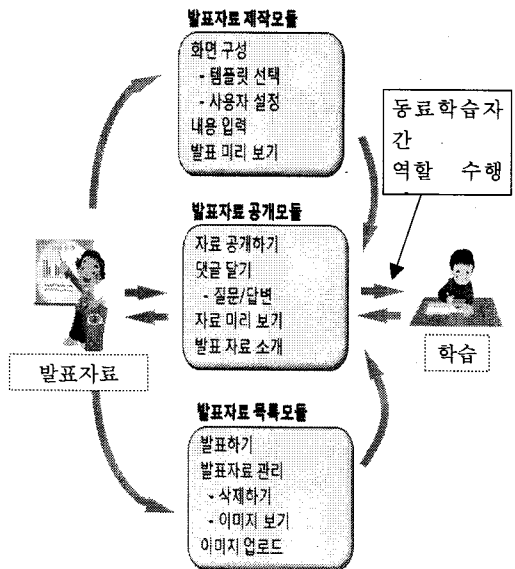 발표자료 제작모듈
화면 구성
- 템플릿 선택
- 사용자 설정
내용 입력
발표 미리 보기
동료학습자
간
역할 수행
발표자료 공개모듈
자료 공개하기
댓글 달기
- 질문/답변
자료 미리 보기
발표 자료 소개
발표자료
학습
발표자료 목록모듈
발표하기
발표자료 관리
- 삭제하기
- 이미지 보기
이미지 업로드